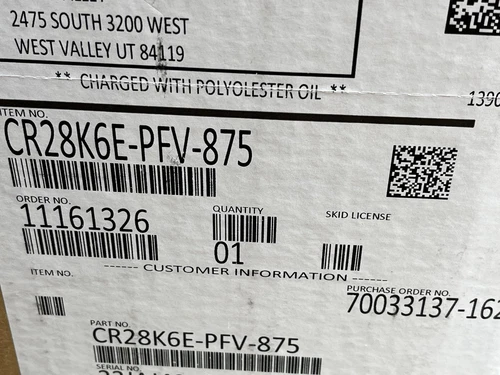 2475 SOUTH 3200 WEST
WEST VALLEY UT 84119
** CHARGED WITH POLYOLESTER OIL **
1390
ITEM NO.
CR28K6E-PFV-875
ORDER NO.
11161326
QUANTITY
01
SKID LICENSE
------ CUSTOMER INFORMATION ------
ITEM NO.
PURCHASE ORDER NO.
70033137-162
PART NO.
CR28K6E-PFV-875
SERIAL NO.